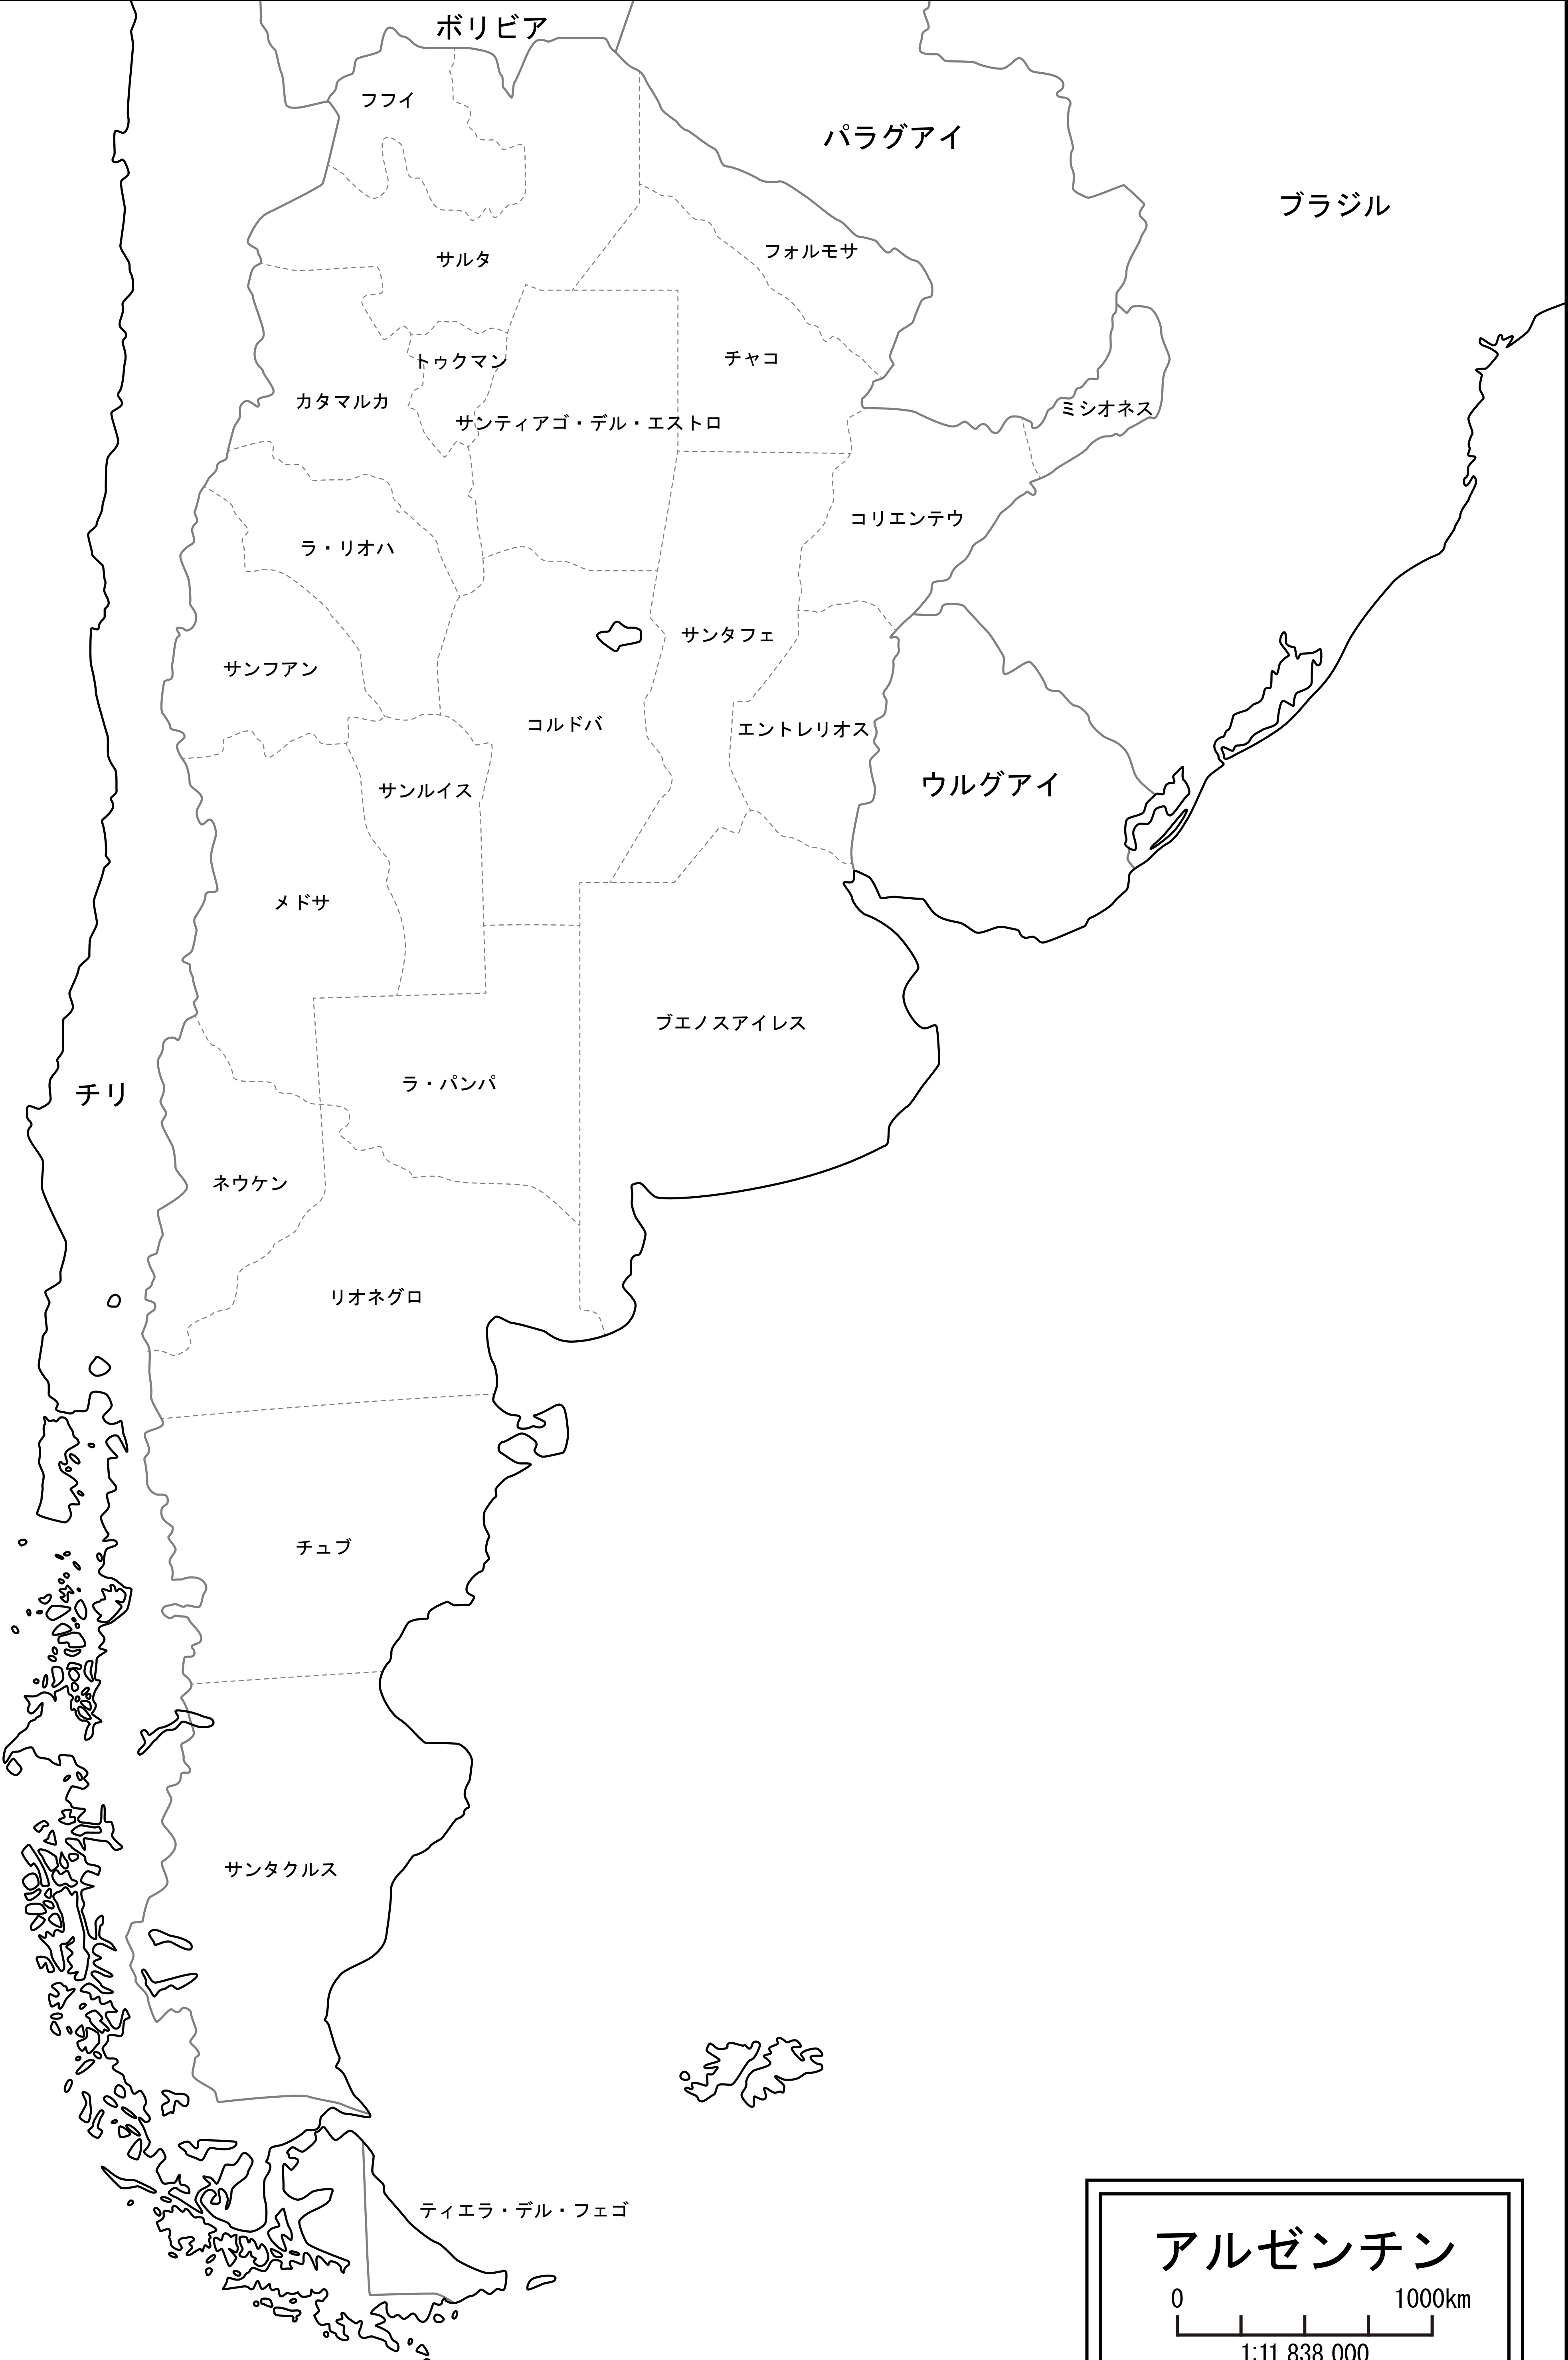 ボリビア
フフイ
パラグアイ
ブラジル
サルタ
フォルモサ
トゥクマン
チャコ
カタマルカ
サンティアゴ・デル・エストロ
ミシオネス
コリエンテウ
ラ・リオハ
サンタフェ
サンフアン
コルドバ
エントレリオス
サンルイス
ウルグアイ
メドサ
ブエノスアイレス
ラ・パンパ
チリ
ネウケン
リオネグロ
チュブ
サンタクルス
ティエラ・デル・フェゴ
アルゼンチン
0 1000km
1:11,838,000